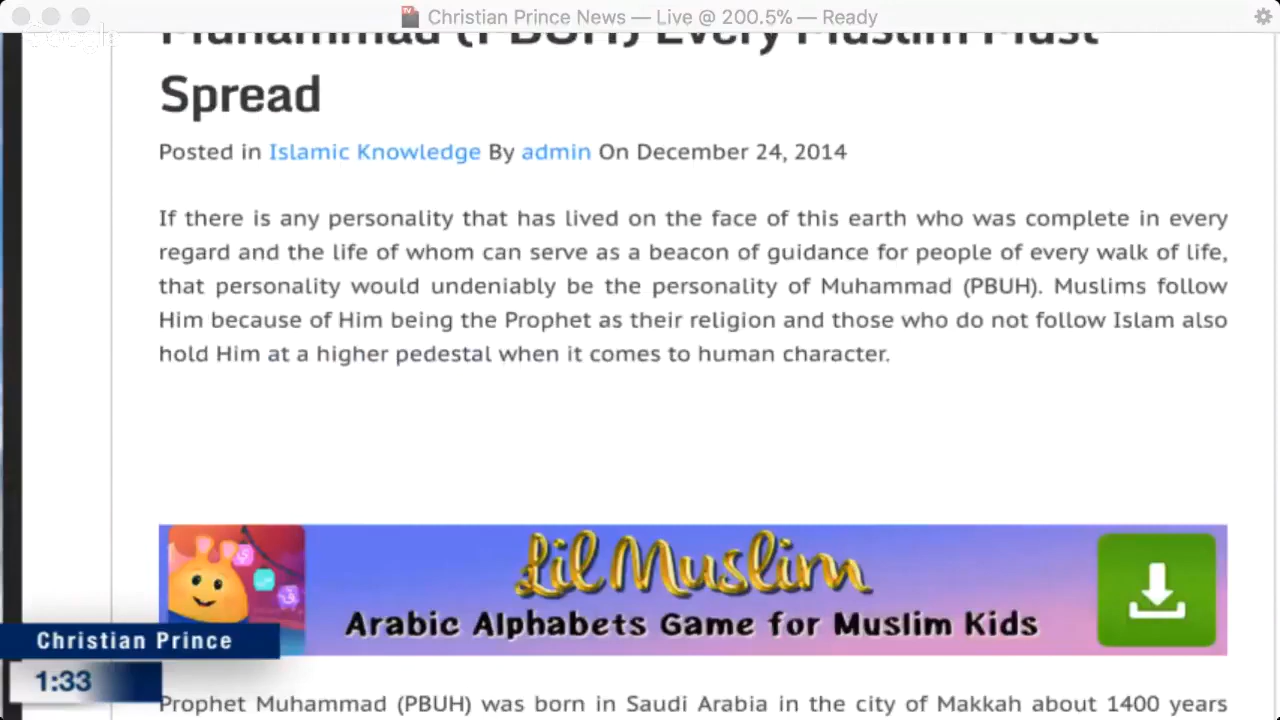 Christian Prince News — Live @ 200.5% — Ready
Google
Muhammad (PBUH) Every Muslim Must
Spread
Posted in Islamic Knowledge By admin On December 24, 2014
If there is any personality that has lived on the face of this earth who was complete in every
regard and the life of whom can serve as a beacon of guidance for people of every walk of life,
that personality would undeniably be the personality of Muhammad (PBUH). Muslims follow
Him because of Him being the Prophet as their religion and those who do not follow Islam also
hold Him at a higher pedestal when it comes to human character.
Lil Muslim
Arabic Alphabets Game for Muslim Kids
Christian Prince
1:33
Prophet Muhammad (PBUH) was born in Saudi Arabia in the city of Makkah about 1400 years